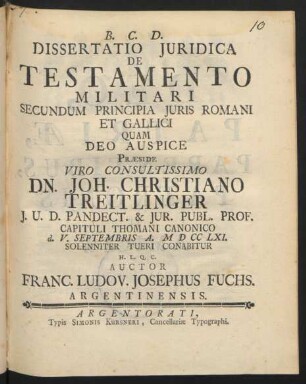 10
B. C. D.
DISSERTATIO JURIDICA
DE
TESTAMENTO
MILITARI
SECUNDUM PRINCIPIA JURIS ROMANI
ET GALLICI
QUAM
DEO AUSPICE
PRÆSIDE
VIRO CONSULTISSIMO
DN. JOH. CHRISTIANO
TREITLINGER
J. U. D. PANDECT. & JUR. PUBL. PROF.
CAPITULI THOMANI CANONICO
d. V. SEPTEMBRIS A. M D CC LXI.
SOLENNITER TUERI CONABITUR
H. L. Q. C.
AUCTOR
FRANC. LUDOV. JOSEPHUS FUCHS.
ARGENTINENSIS.
ARGENTORATI,
Typis SIMONIS KÜRSNERI, Cancellariæ Typographi.